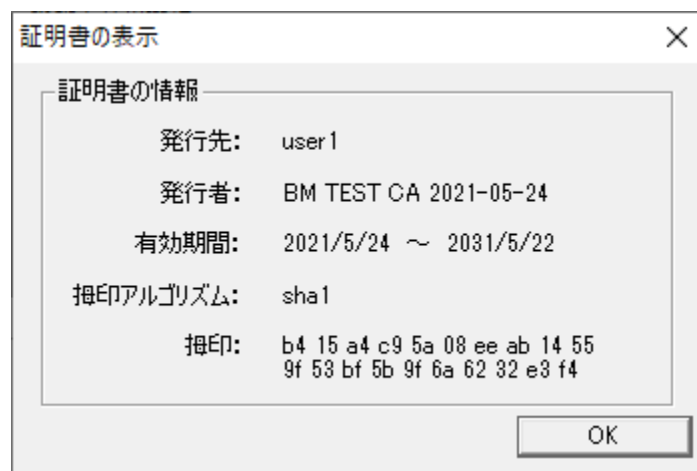 証明書の表示
証明書の情報
発行先: user1
発行者: BM TEST CA 2021-05-24
有効期間: 2021/5/24 ～ 2031/5/22
拇印アルゴリズム: sha1
拇印: b4 15 a4 c9 5a 08 ee ab 14 55
9f 53 bf 5b 9f 6a 62 32 e3 f4
OK